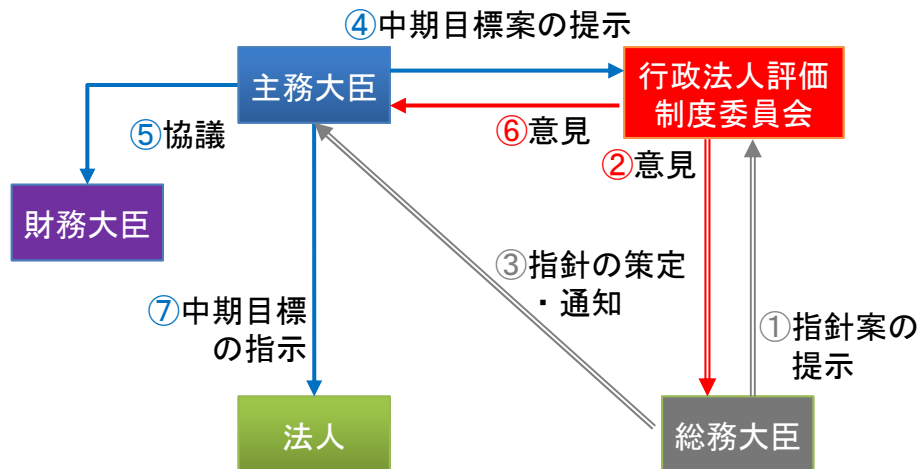 ④中期目標案の提示
主務大臣
行政法人評価
制度委員会
⑤協議
⑥意見
②意見
財務大臣
③指針の策定
・通知
⑦中期目標
の指示
①指針案の
提示
法人
総務大臣